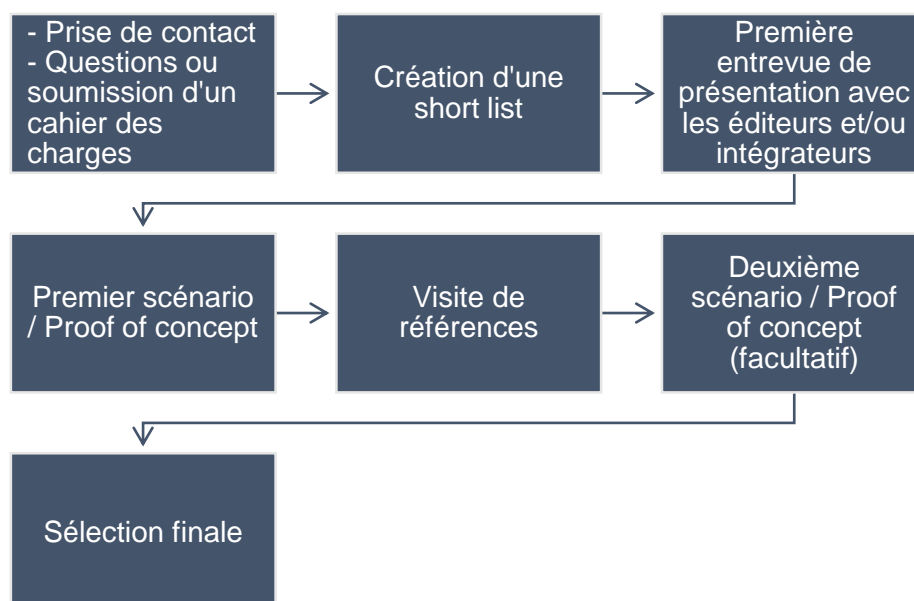 - Prise de contact
- Questions ou
soumission d'un
cahier des
charges
Création d'une
short list
Première
entrevue de
présentation avec
les éditeurs et/ou
intégrateurs
Premier scénario
/ Proof of concept
Visite de
références
Deuxième
scénario / Proof
of concept
(facultatif)
Sélection finale